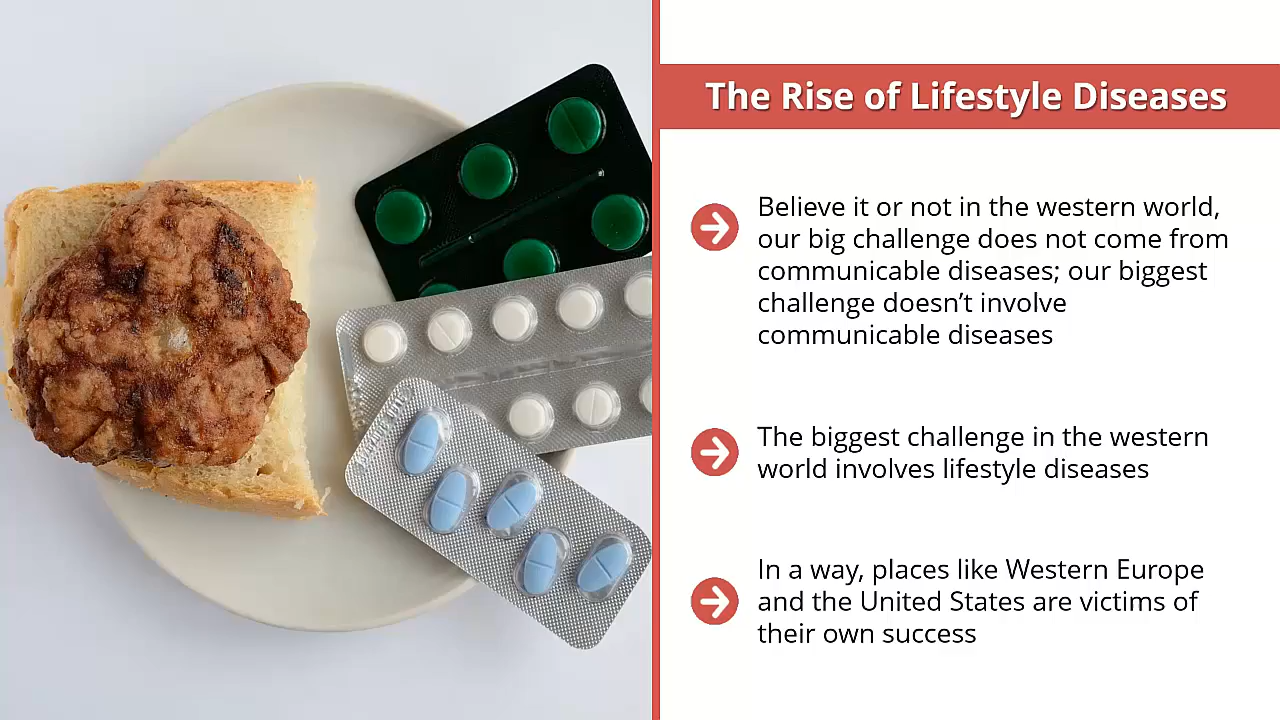 The Rise of Lifestyle Diseases
Believe it or not in the western world,
our big challenge does not come from
communicable diseases; our biggest
challenge doesn’t involve
communicable diseases
The biggest challenge in the western
world involves lifestyle diseases
In a way, places like Western Europe
and the United States are victims of
their own success